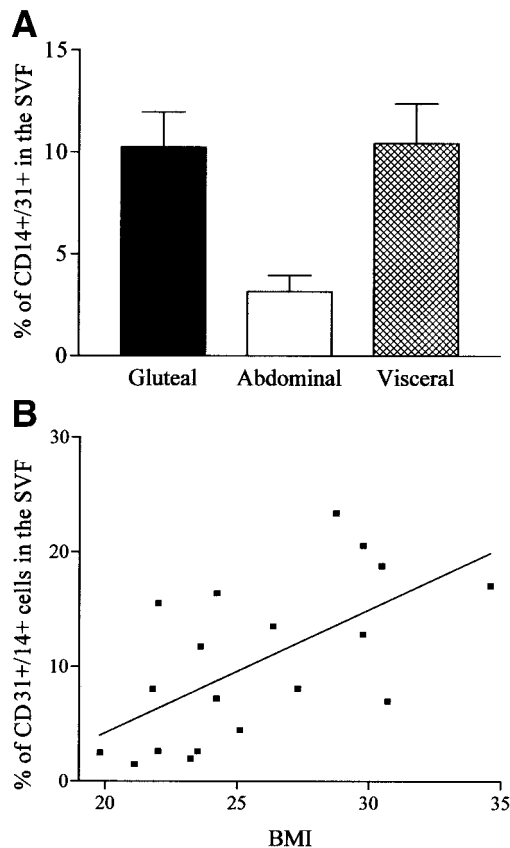 A
% of CD14+/31+ in the SVF
15
10
5
0
Gluteal Abdominal Visceral
B
% of CD31+/14+ cells in the SVF
30
20
10
0
20 25 30 35
BMI